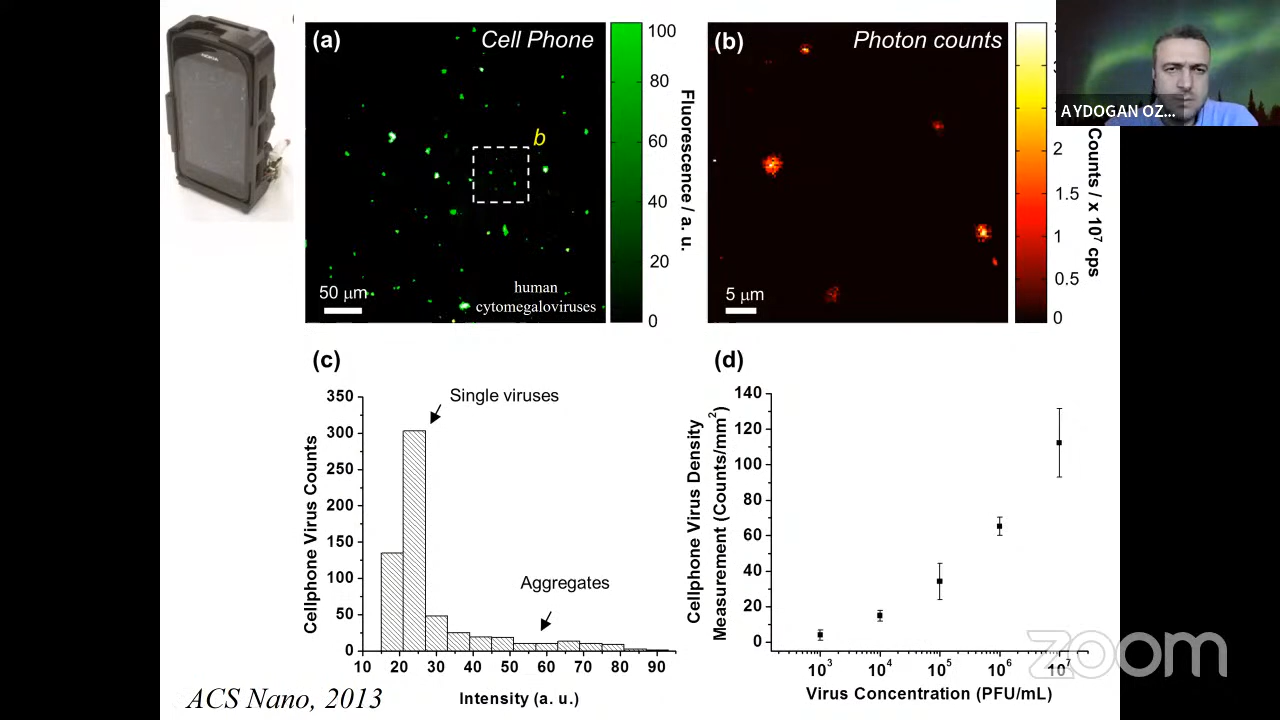 NOKIA
(a)
Cell Phone
b
50 μm
human
cytomegaloviruses
100
80
60
40
20
0
Fluorescence / a. u.
(b)
Photon counts
5 μm
2
1.5
1
0.5
0
Counts / x 10⁷ cps
AYDOGAN OZ...
(c)
Cellphone Virus Counts
350
300
250
200
150
100
50
0
Single viruses
Aggregates
10 20 30 40 50 60 70 80 90
Intensity (a. u.)
(d)
Cellphone Virus Density
Measurement (Counts/mm²)
140
120
100
80
60
40
20
0
10³ 10⁴ 10⁵ 10⁶ 10⁷
Virus Concentration (PFU/mL)
ACS Nano, 2013
zoom